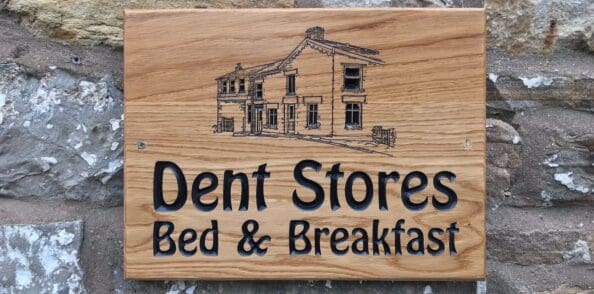 Dent Stores
Bed & Breakfast